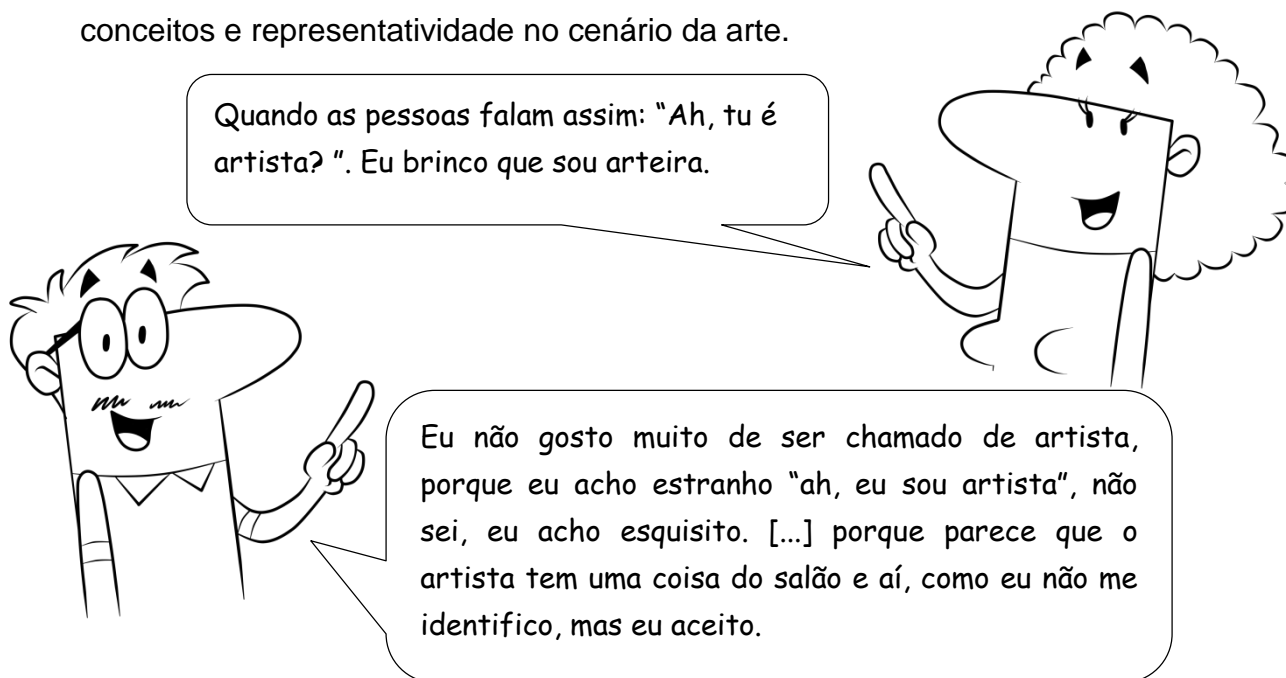 conceitos e representatividade no cenário da arte.
Quando as pessoas falam assim: “Ah, tu é
artista? ”. Eu brinco que sou arteira.
Eu não gosto muito de ser chamado de artista,
porque eu acho estranho “ah, eu sou artista”, não
sei, eu acho esquisito. [...] porque parece que o
artista tem uma coisa do salão e aí, como eu não me
identifico, mas eu aceito.